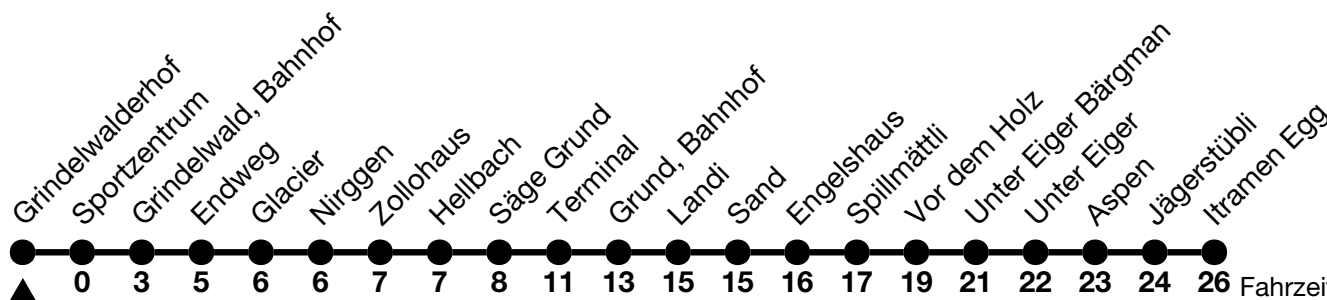 Grindelwalderhof
Sportzentrum
Grindelwald, Bahnhof
Endweg
Glacier
Nirggen
Zollohaus
Hellbach
Säge Grund
Terminal
Grund, Bahnhof
Landi
Sand
Engelshaus
Spillmättli
Vor dem Holz
Unter Eiger Bärgman
Unter Eiger
Aspen
Jägerstübli
Itramen Egg
0 3 5 6 6 7 7 8 11 13 15 15 16 17 19 21 22 23 24 26 Fahrzeit